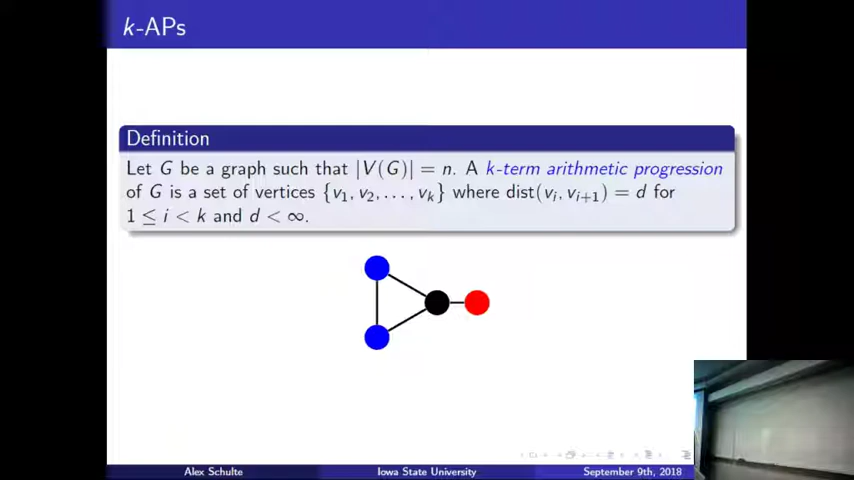 k-APs
Definition
Let G be a graph such that |V(G)| = n. A k-term arithmetic progression
of G is a set of vertices {v₁, v₂, . . . , vₖ} where dist(vᵢ, vᵢ₊₁) = d for
1 ≤ i < k and d < ∞.
Alex Schulte
Iowa State University
September 9th, 2018